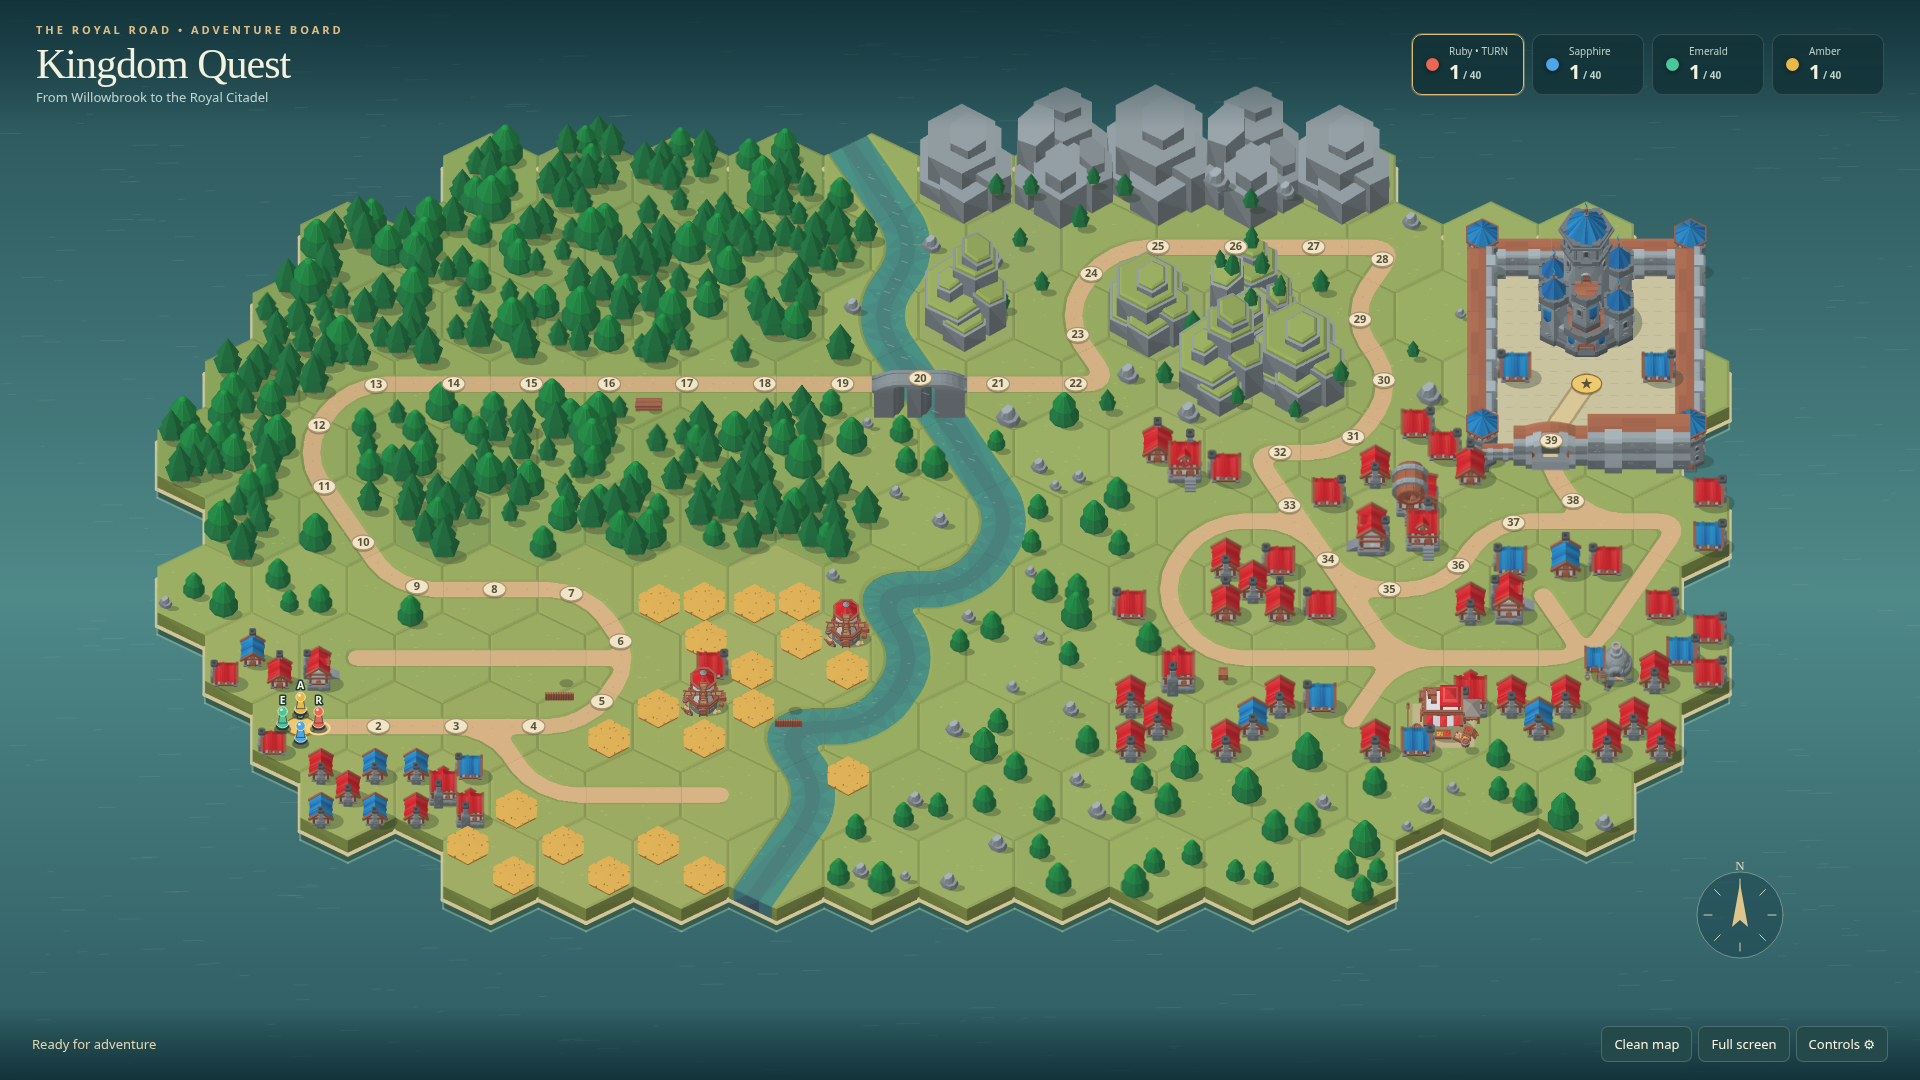 THE ROYAL ROAD • ADVENTURE BOARD
Kingdom Quest
From Willowbrook to the Royal Citadel
Ruby • TURN
1 / 40
Sapphire
1 / 40
Emerald
1 / 40
Amber
1 / 40
25
26
27
28
24
29
23
13
14
15
16
17
18
19
20
21
22
30
★
12
31
39
32
11
33
38
37
10
34
36
9
8
7
35
6
A
E
R
5
2
3
4
N
Ready for adventure
Clean map
Full screen
Controls ⚙